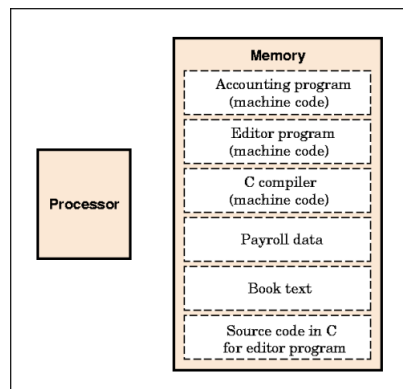 Processor
Memory
Accounting program
(machine code)
Editor program
(machine code)
C compiler
(machine code)
Payroll data
Book text
Source code in C
for editor program